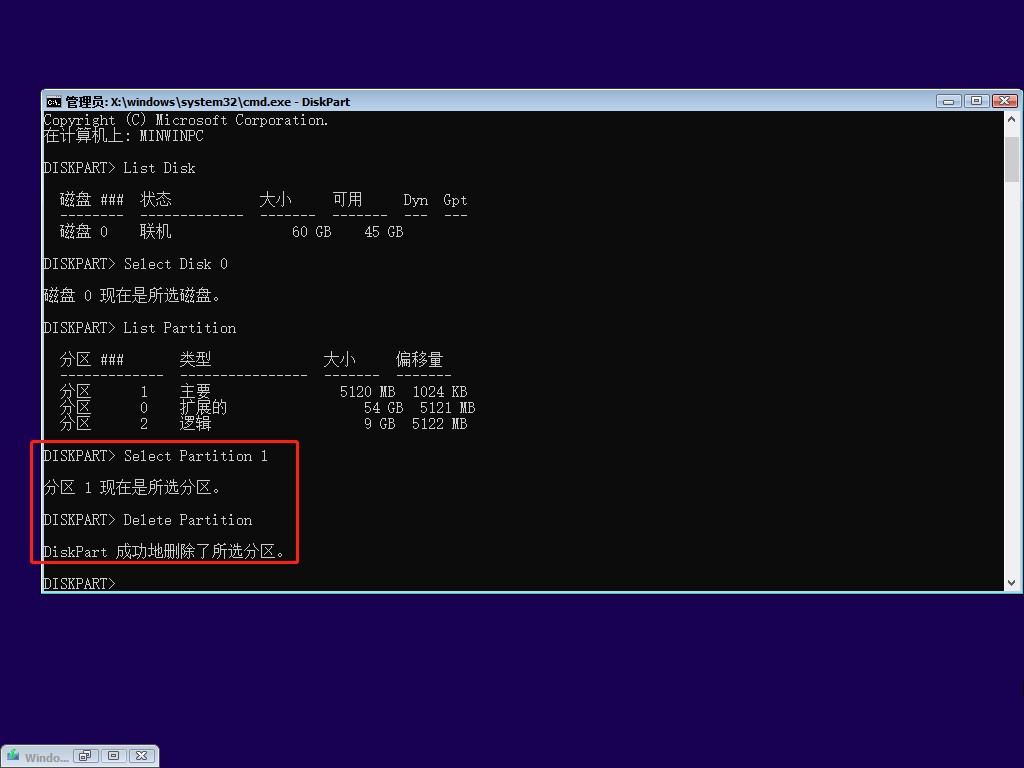 管理员: X:\windows\system32\cmd.exe - DiskPart
Copyright (C) Microsoft Corporation.
在计算机上: MINWINPC
DISKPART> List Disk
磁盘 ### 状态 大小 可用 Dyn Gpt
-------- ------------- ------- ------- --- ---
磁盘 0 联机 60 GB 45 GB
DISKPART> Select Disk 0
磁盘 0 现在是所选磁盘。
DISKPART> List Partition
分区 ### 类型 大小 偏移量
------------- ---------------- ------- -------
分区 1 主要 5120 MB 1024 KB
分区 0 扩展的 54 GB 5121 MB
分区 2 逻辑 9 GB 5122 MB
DISKPART> Select Partition 1
分区 1 现在是所选分区。
DISKPART> Delete Partition
DiskPart 成功地删除了所选分区。
DISKPART>
Windo...